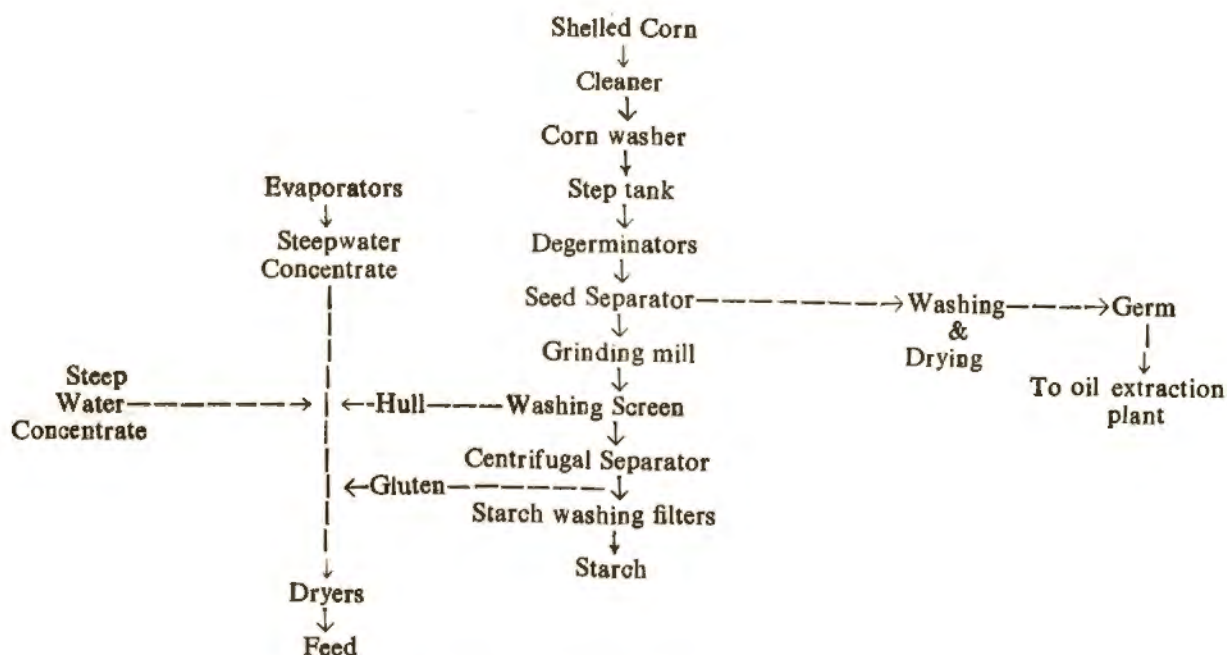 Shelled Corn
Cleaner
Corn washer
Step tank
Degerminators
Seed Separator
Grinding mill
Washing Screen
Centrifugal Separator
Starch washing filters
Starch
Evaporators
Steepwater
Concentrate
Steep
Water
Concentrate
Hull
Gluten
Dryers
Feed
Washing
&
Drying
Germ
To oil extraction
plant